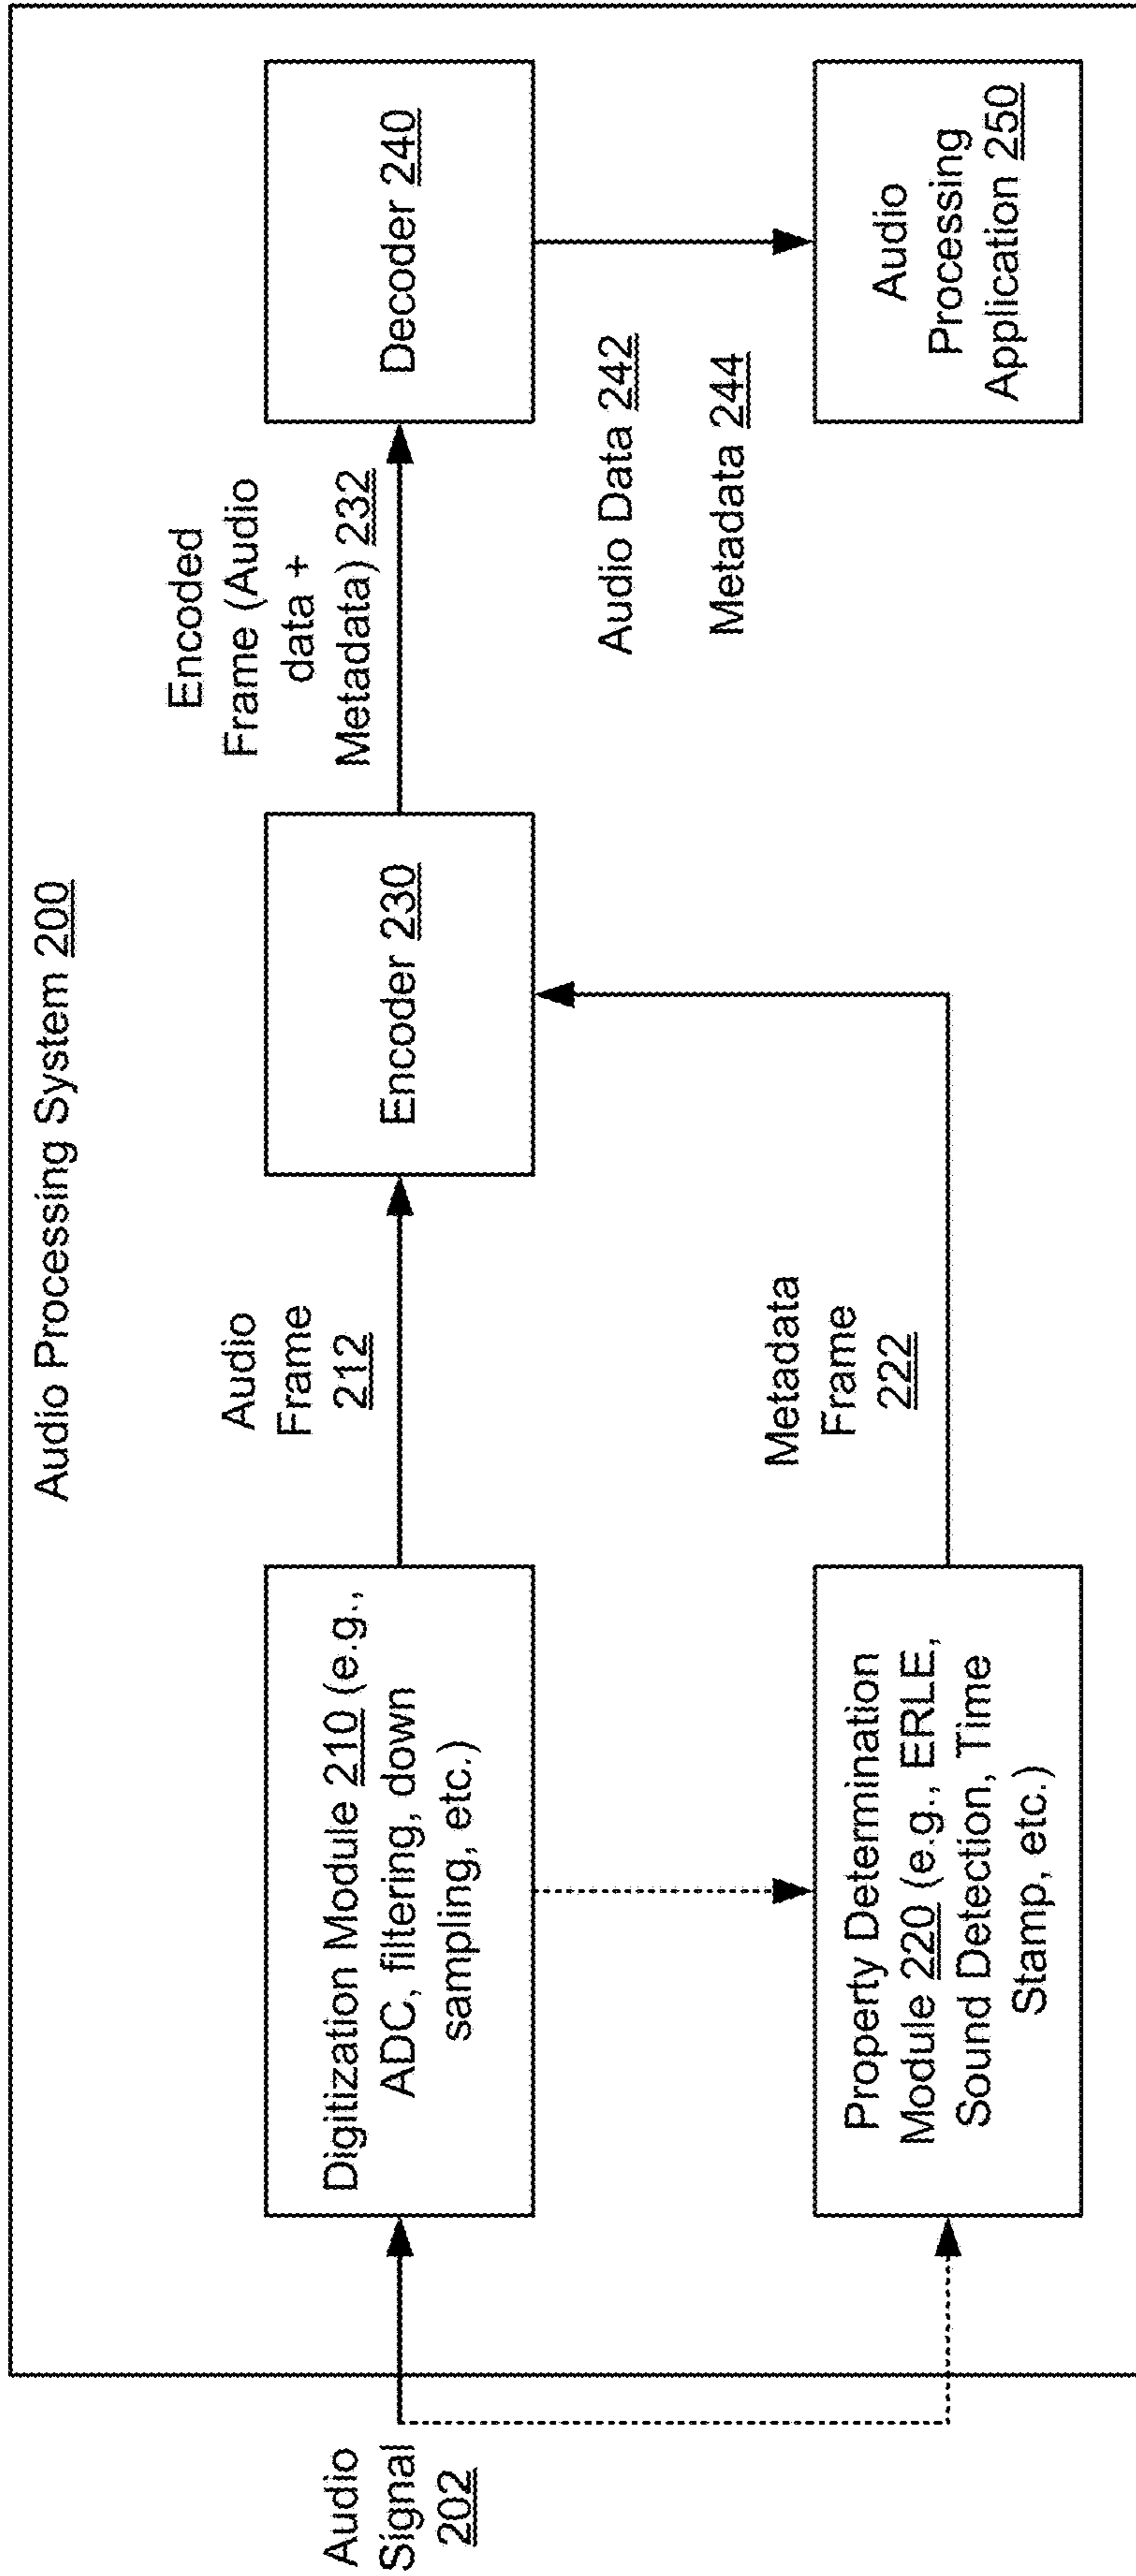 Audio Processing System 200
Audio
Signal
202
Digitization Module 210 (e.g.,
ADC, filtering, down
sampling, etc.)
Audio
Frame
212
Encoder 230
Encoded
Frame (Audio
data +
Metadata) 232
Decoder 240
Property Determination
Module 220 (e.g., ERLE,
Sound Detection, Time
Stamp, etc.)
Metadata
Frame
222
Audio Data 242
Metadata 244
Audio
Processing
Application 250